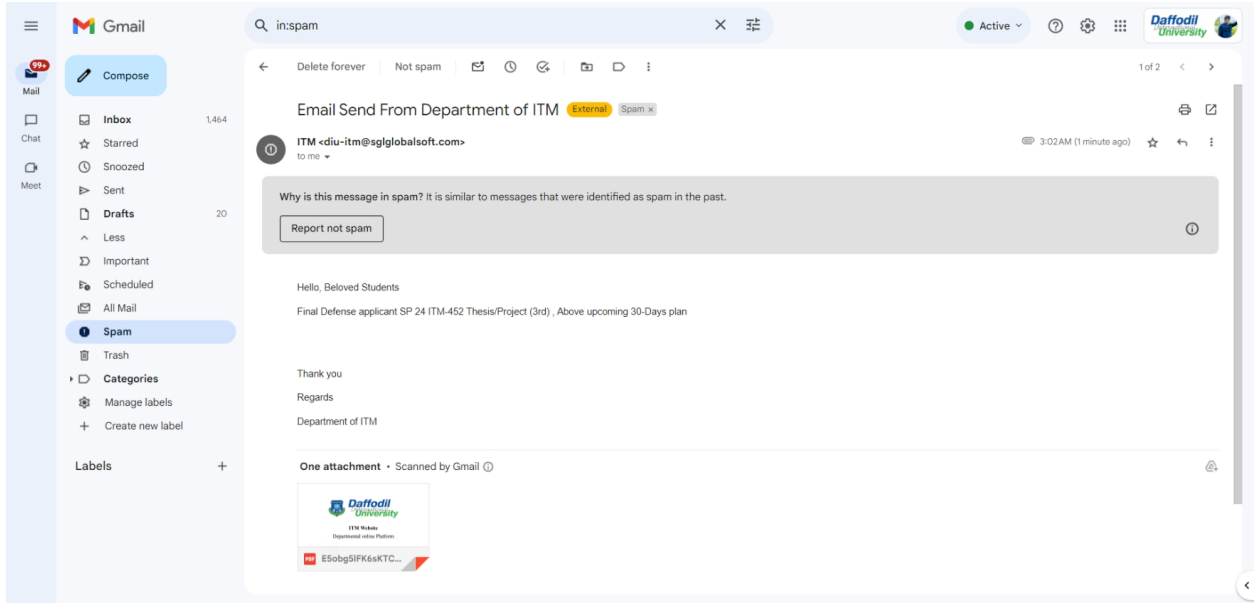 Gmail
in:spam
Active
Daffodil
International
University
99+
Mail
Chat
Meet
Compose
Inbox 1,464
Starred
Snoozed
Sent
Drafts 20
Less
Important
Scheduled
All Mail
Spam
Trash
Categories
Manage labels
Create new label
Labels
Delete forever Not spam 1 of 2
Email Send From Department of ITM External Spam ×
ITM <diu-itm@sglglobalsoft.com> 3:02 AM (1 minute ago)
to me
Why is this message in spam? It is similar to messages that were identified as spam in the past.
Report not spam
Hello, Beloved Students
Final Defense applicant SP 24 ITM-452 Thesis/Project (3rd) , Above upcoming 30-Days plan
Thank you
Regards
Department of ITM
One attachment • Scanned by Gmail
Daffodil
International
University
ITM Website
Departmental online Platform
PDF E5obg5IFK6sKTC...